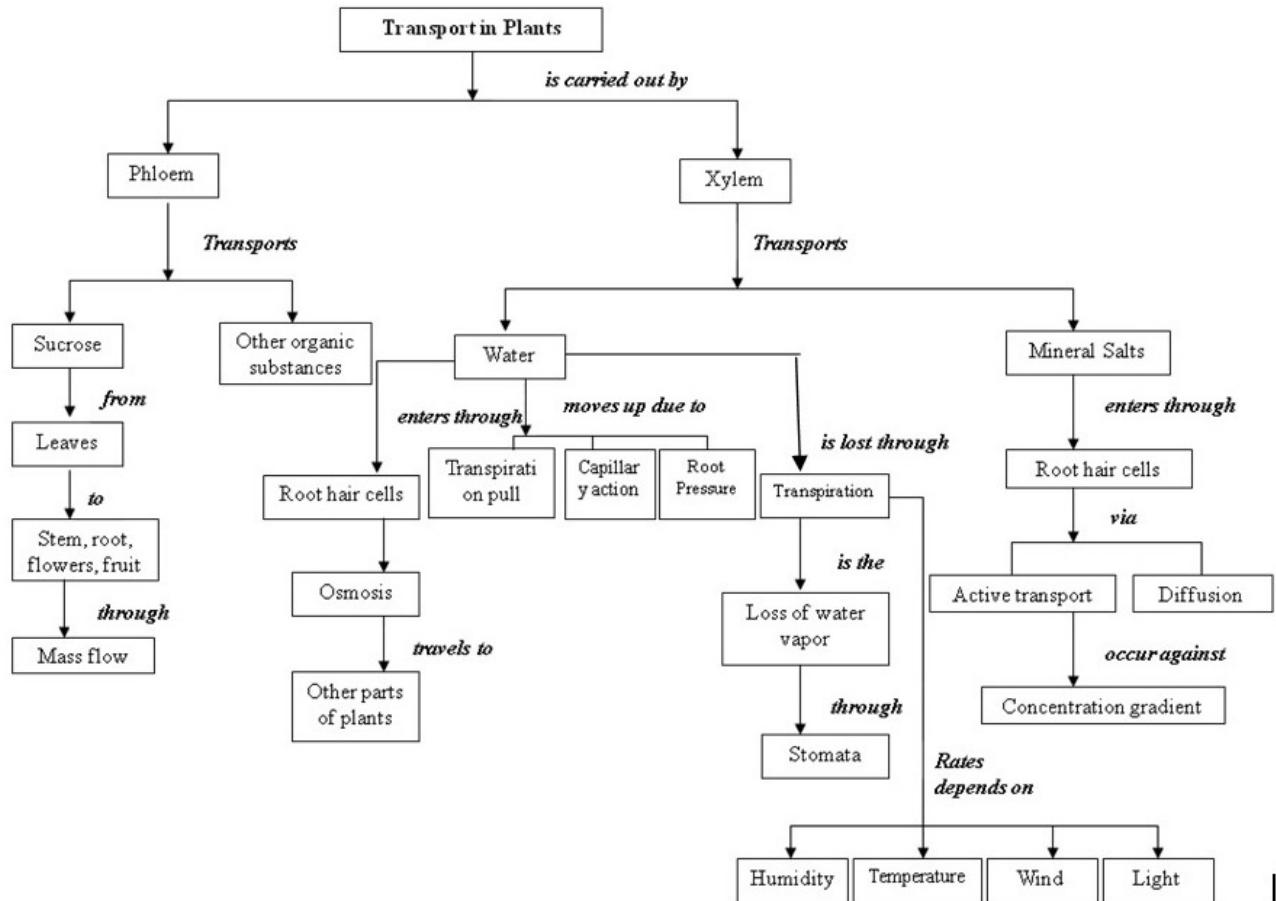 Transport in Plants
is carried out by
Phloem
Xylem
Transports
Transports
Sucrose
Other organic
substances
Water
Mineral Salts
from
enters through
moves up due to
is lost through
enters through
Leaves
Root hair cells
Transpirati
on pull
Capillar
y action
Root
Pressure
Transpiration
Root hair cells
to
via
Stem, root,
flowers, fruit
Osmosis
is the
Active transport
Diffusion
through
Loss of water
vapor
Mass flow
travels to
occur against
Other parts
of plants
through
Concentration gradient
Stomata
Rates
depends on
Humidity
Temperature
Wind
Light